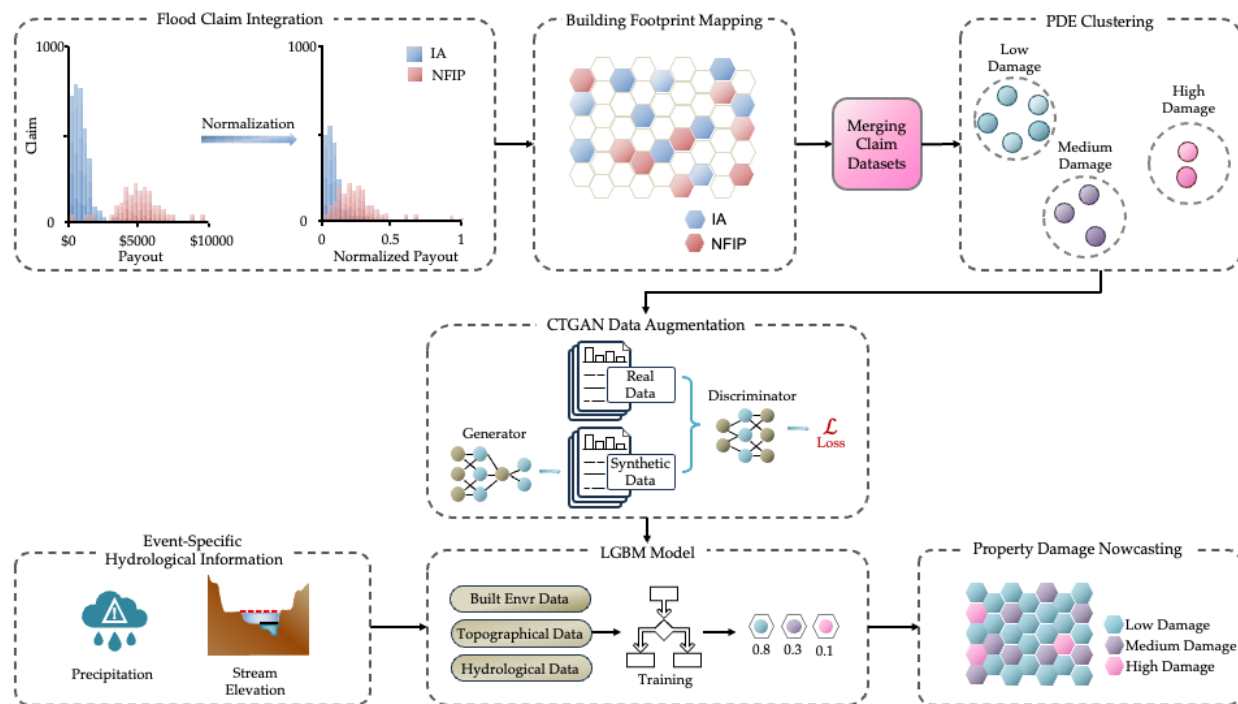 Flood Claim Integration
1000
IA
NFIP
Claim
500
0
$0
$5000
$10000
Payout
Normalization
1000
500
0
0
0.5
1
Normalized Payout
Building Footprint Mapping
IA
NFIP
Merging
Claim
Datasets
PDE Clustering
Low
Damage
High
Damage
Medium
Damage
CTGAN Data Augmentation
Real
Data
Generator
Synthetic
Data
Discriminator
ℒ
Loss
Event-Specific
Hydrological Information
Precipitation
Stream
Elevation
LGBM Model
Built Envr Data
Topographical Data
Hydrological Data
Training
0.8
0.3
0.1
Property Damage Nowcasting
Low Damage
Medium Damage
High Damage